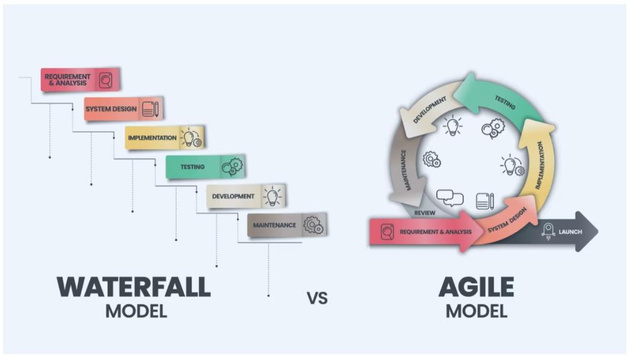 REQUIREMENT
& ANALYSIS
SYSTEM DESIGN
IMPLEMENTATION
TESTING
DEVELOPMENT
MAINTENANCE
WATERFALL
MODEL
VS
TESTING
DEVELOPMENT
IMPLEMENTATION
MAINTENANCE
REVIEW
REQUIREMENT & ANALYSIS
SYSTEM DESIGN
LAUNCH
AGILE
MODEL